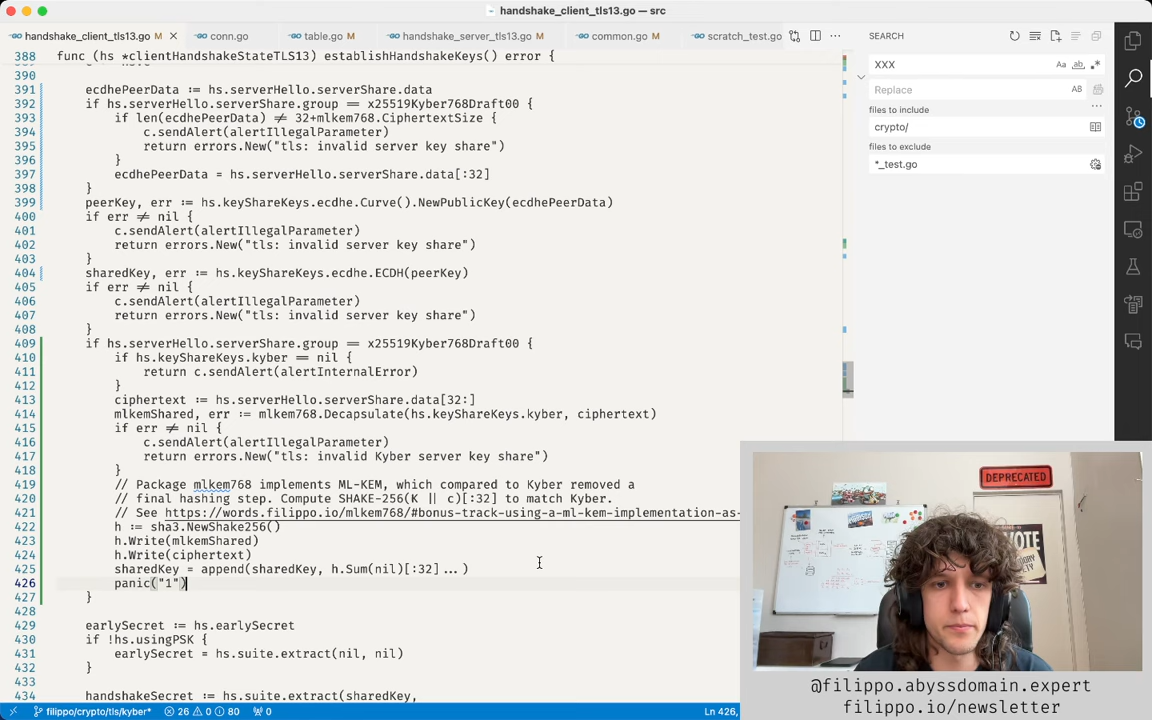 handshake_client_tls13.go — src
handshake_client_tls13.go M
conn.go
table.go M
handshake_server_tls13.go M
common.go M
scratch_test.go
SEARCH
388 func (hs *clientHandshakeStateTLS13) establishHandshakeKeys() error {
390
391 ecdhePeerData := hs.serverHello.serverShare.data
392 if hs.serverHello.serverShare.group == x25519Kyber768Draft00 {
393 if len(ecdhePeerData) ≠ 32+mlkem768.CiphertextSize {
394 c.sendAlert(alertIllegalParameter)
395 return errors.New("tls: invalid server key share")
396 }
397 ecdhePeerData = hs.serverHello.serverShare.data[:32]
398 }
399 peerKey, err := hs.keyShareKeys.ecdhe.Curve().NewPublicKey(ecdhePeerData)
400 if err ≠ nil {
401 c.sendAlert(alertIllegalParameter)
402 return errors.New("tls: invalid server key share")
403 }
404 sharedKey, err := hs.keyShareKeys.ecdhe.ECDH(peerKey)
405 if err ≠ nil {
406 c.sendAlert(alertIllegalParameter)
407 return errors.New("tls: invalid server key share")
408 }
409 if hs.serverHello.serverShare.group == x25519Kyber768Draft00 {
410 if hs.keyShareKeys.kyber == nil {
411 return c.sendAlert(alertInternalError)
412 }
413 ciphertext := hs.serverHello.serverShare.data[32:]
414 mlkemShared, err := mlkem768.Decapsulate(hs.keyShareKeys.kyber, ciphertext)
415 if err ≠ nil {
416 c.sendAlert(alertIllegalParameter)
417 return errors.New("tls: invalid Kyber server key share")
418 }
419 // Package mlkem768 implements ML-KEM, which compared to Kyber removed a
420 // final hashing step. Compute SHAKE-256(K || c)[:32] to match Kyber.
421 // See https://words.filippo.io/mlkem768/#bonus-track-using-a-ml-kem-implementation-as-
422 h := sha3.NewShake256()
423 h.Write(mlkemShared)
424 h.Write(ciphertext)
425 sharedKey = append(sharedKey, h.Sum(nil)[:32]...)
426 panic("1")
427 }
428
429 earlySecret := hs.earlySecret
430 if !hs.usingPSK {
431 earlySecret = hs.suite.extract(nil, nil)
432 }
433
434 handshakeSecret := hs.suite.extract(sharedKey,
XXX
Aa ab .*
Replace
AB
files to include
crypto/
files to exclude
*_test.go
DEPRECATED
VOTE
@filippo.abyssdomain.expert
filippo.io/newsletter
filippo/crypto/tls/kyber* 26 0 80 0
Ln 426,